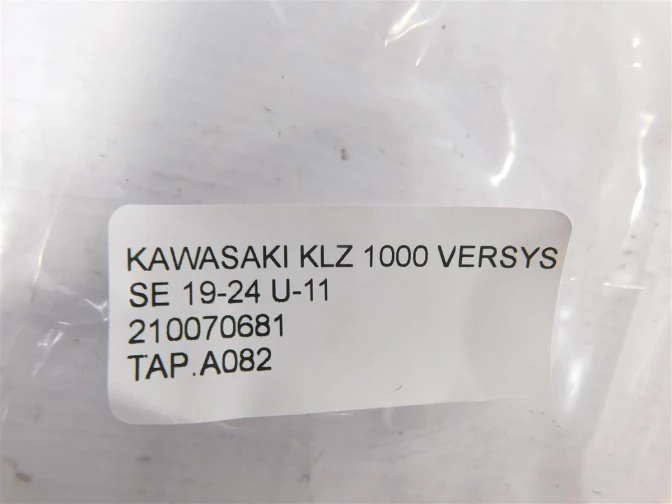 KAWASAKI KLZ 1000 VERSYS
SE 19-24 U-11
210070681
TAP.A082